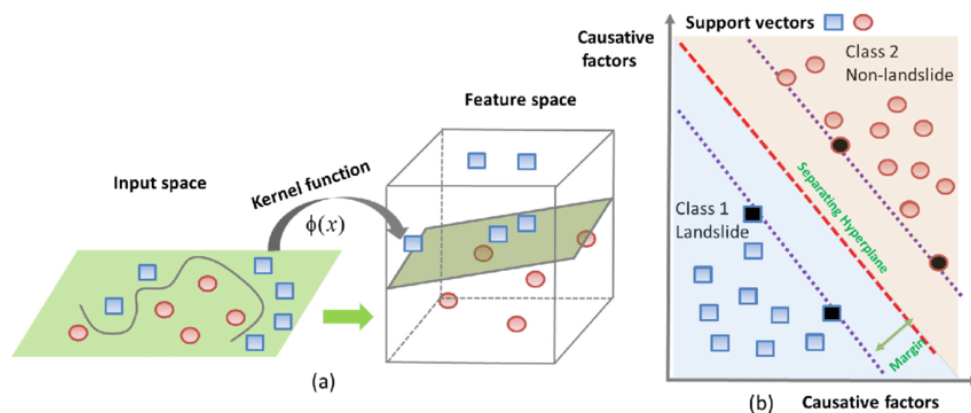 Input space
Kernel function
ϕ(x)
Feature space
(a)
Support vectors
Causative
factors
Class 2
Non-landslide
Separating Hyperplane
Class 1
Landslide
Margin
(b)
Causative factors